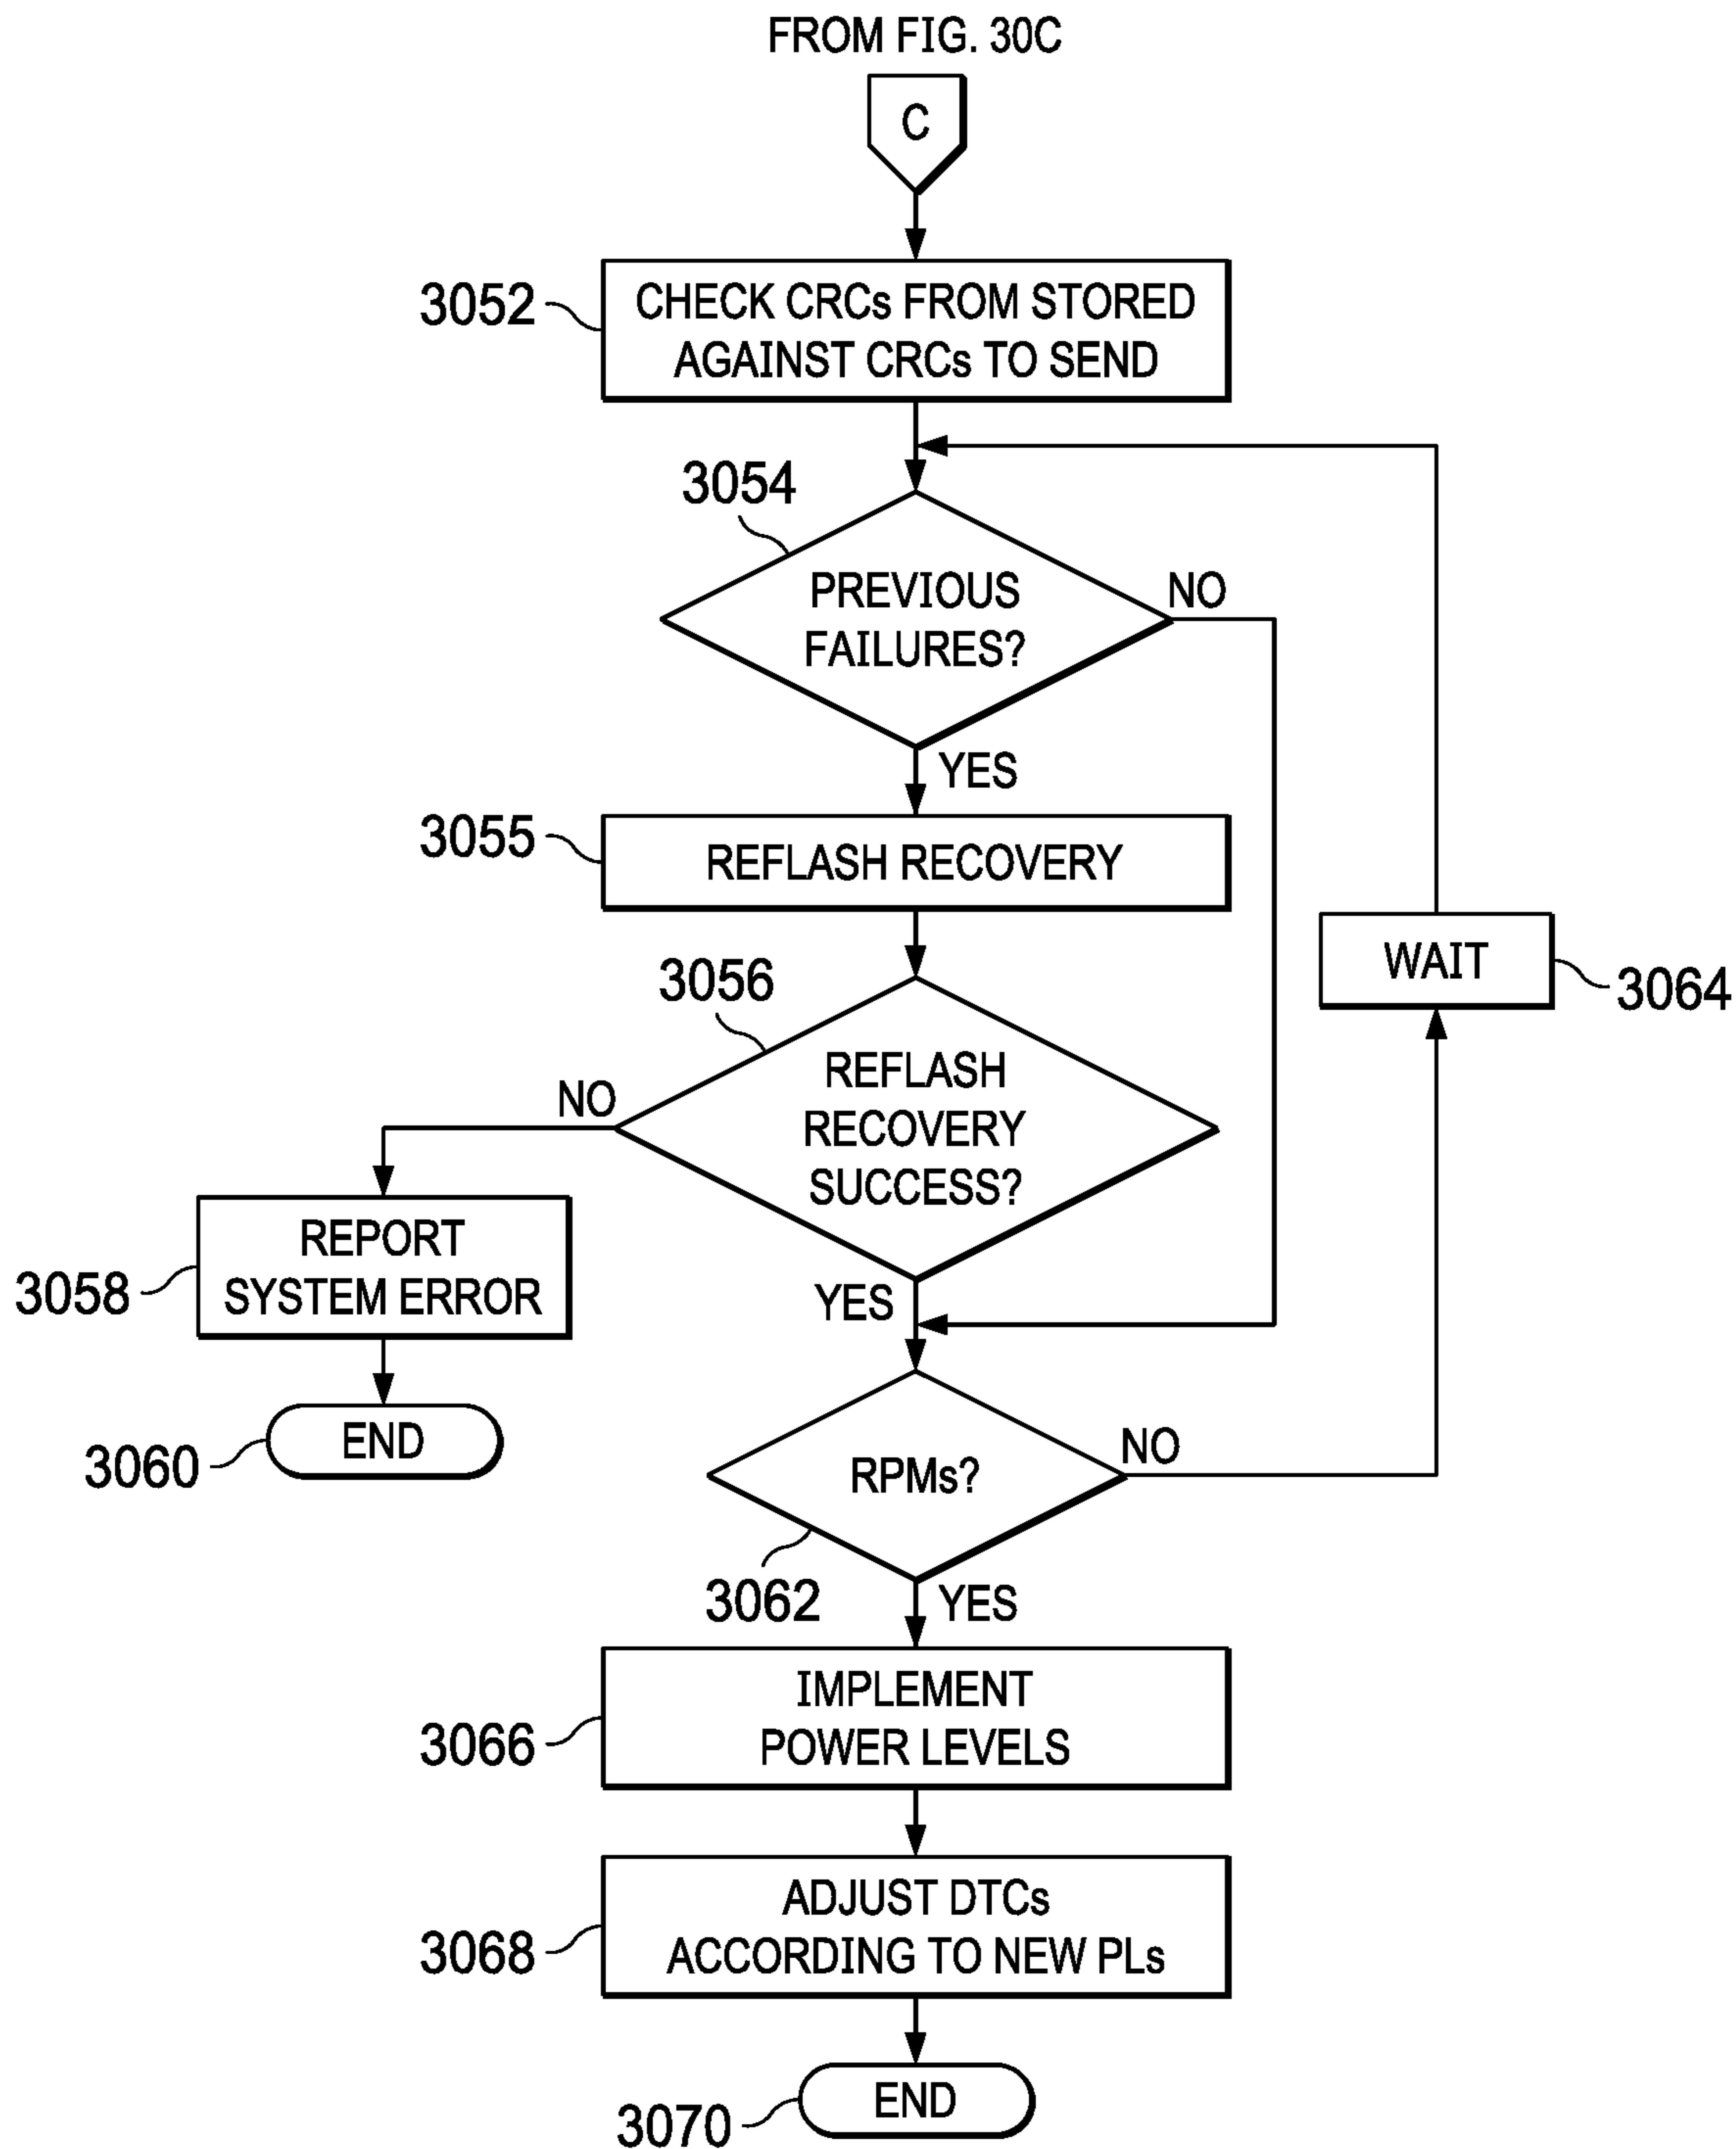 FROM FIG. 30C
C
3052
CHECK CRCs FROM STORED
AGAINST CRCs TO SEND
3054
PREVIOUS
FAILURES?
NO
YES
3055
REFLASH RECOVERY
WAIT
3064
3056
REFLASH
RECOVERY
SUCCESS?
NO
YES
REPORT
SYSTEM ERROR
3058
END
3060
RPMs?
NO
3062
YES
IMPLEMENT
POWER LEVELS
3066
ADJUST DTCs
ACCORDING TO NEW PLs
3068
END
3070